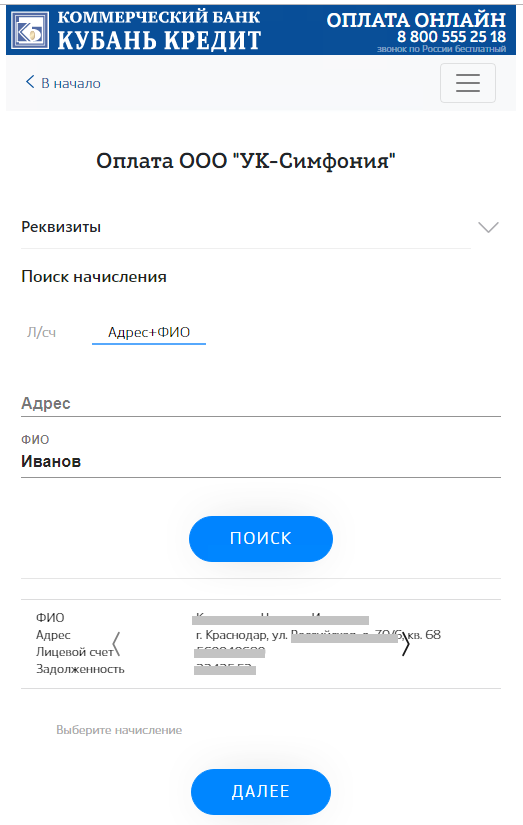 КОММЕРЧЕСКИЙ БАНК
КУБАНЬ КРЕДИТ
ОПЛАТА ОНЛАЙН
8 800 555 25 18
звонок по России бесплатный
В начало
Оплата ООО "УК-Симфония"
Реквизиты
Поиск начисления
Л/сч Адрес+ФИО
Адрес
ФИО
Иванов
ПОИСК
ФИО
Адрес г. Краснодар, ул. кв. 68
Лицевой счет
Задолженность
Выберите начисление
ДАЛЕЕ